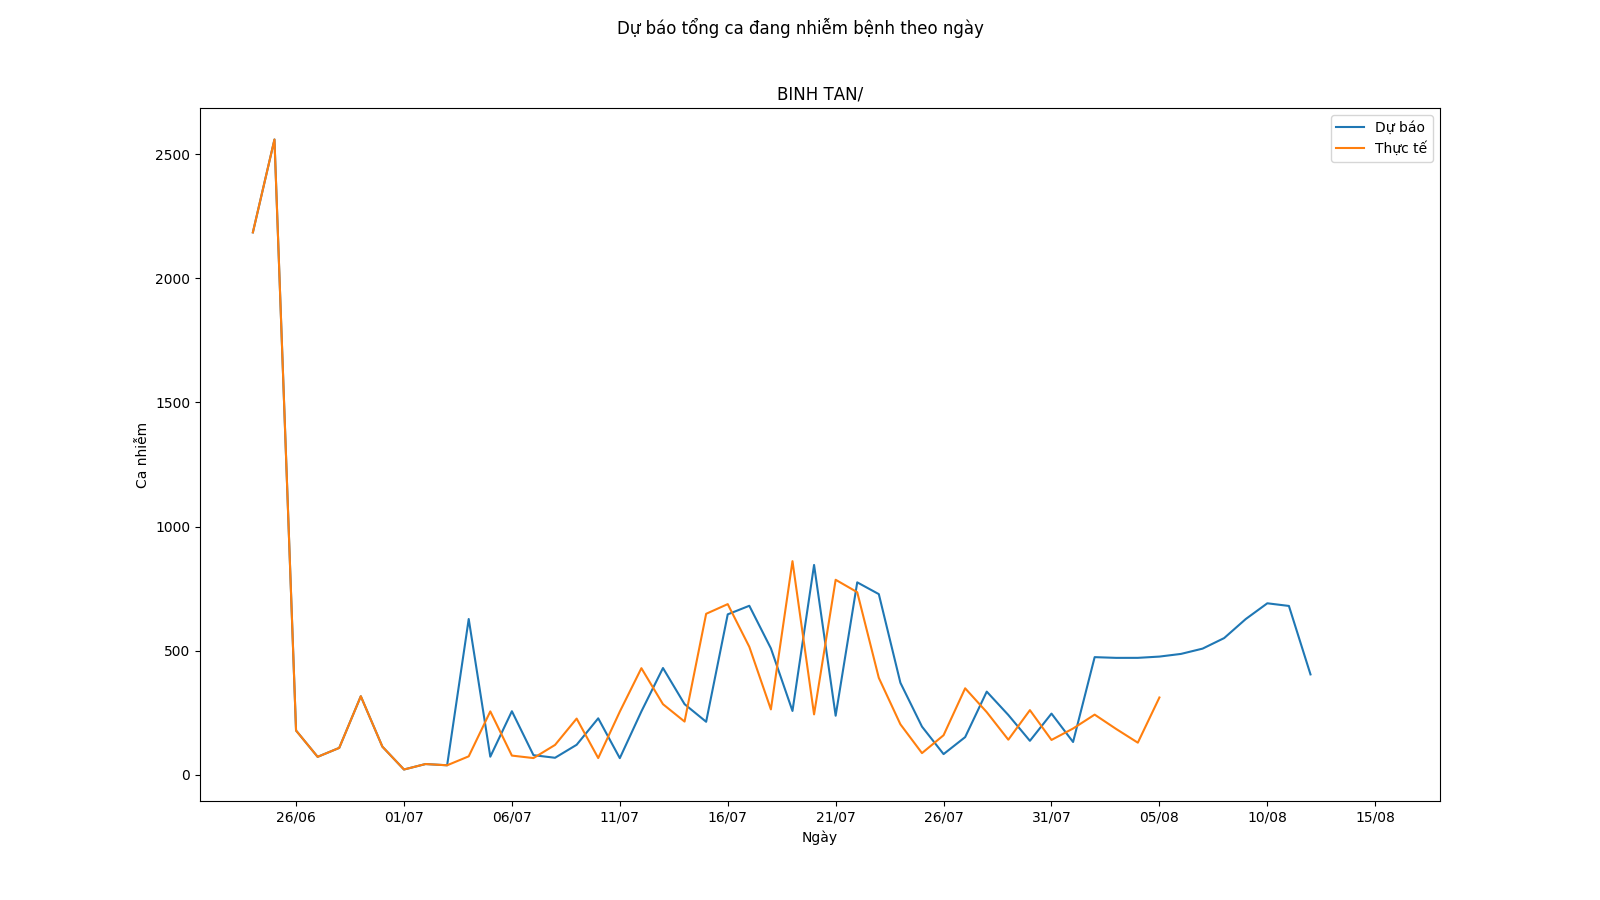 Dự báo tổng ca đang nhiễm bệnh theo ngày
BINH TAN/
Dự báo
Thực tế
2500
2000
1500
1000
500
0
Ca nhiễm
26/06
01/07
06/07
11/07
16/07
21/07
26/07
31/07
05/08
10/08
15/08
Ngày